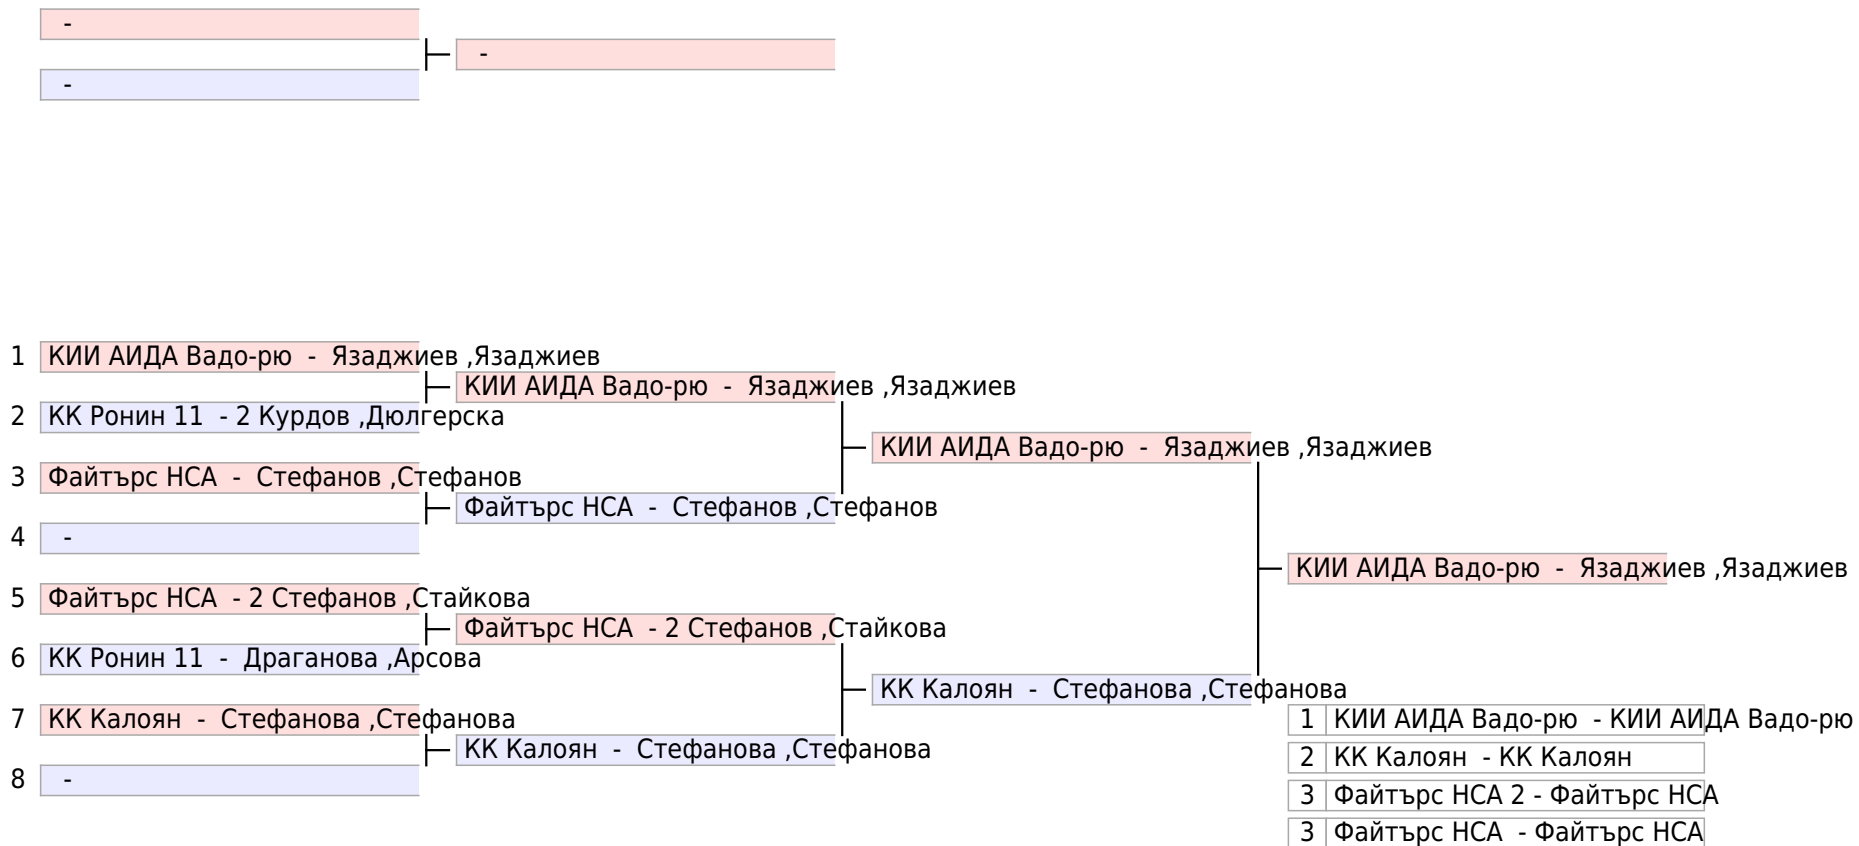 -
-
-
1 КИИ АИДА Вадо-рю - Язаджиев ,Язаджиев
КИИ АИДА Вадо-рю - Язаджиев ,Язаджиев
2 КК Ронин 11 - 2 Курдов ,Дюлгерска
КИИ АИДА Вадо-рю - Язаджиев ,Язаджиев
3 Файтърс НСА - Стефанов ,Стефанов
Файтърс НСА - Стефанов ,Стефанов
4 -
КИИ АИДА Вадо-рю - Язаджиев ,Язаджиев
5 Файтърс НСА - 2 Стефанов ,Стайкова
Файтърс НСА - 2 Стефанов ,Стайкова
6 КК Ронин 11 - Драганова ,Арсова
КК Калоян - Стефанова ,Стефанова
7 КК Калоян - Стефанова ,Стефанова
КК Калоян - Стефанова ,Стефанова
8 -
1 КИИ АИДА Вадо-рю - КИИ АИДА Вадо-рю
2 КК Калоян - КК Калоян
3 Файтърс НСА 2 - Файтърс НСА
3 Файтърс НСА - Файтърс НСА